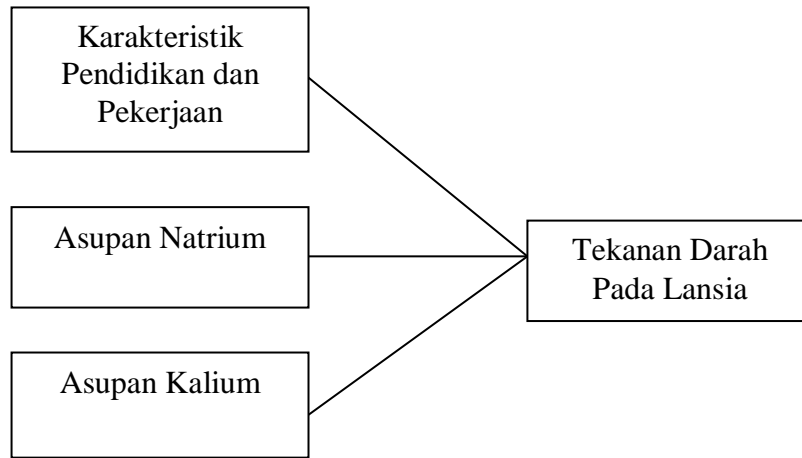 Karakteristik
Pendidikan dan
Pekerjaan
Asupan Natrium
Tekanan Darah
Pada Lansia
Asupan Kalium